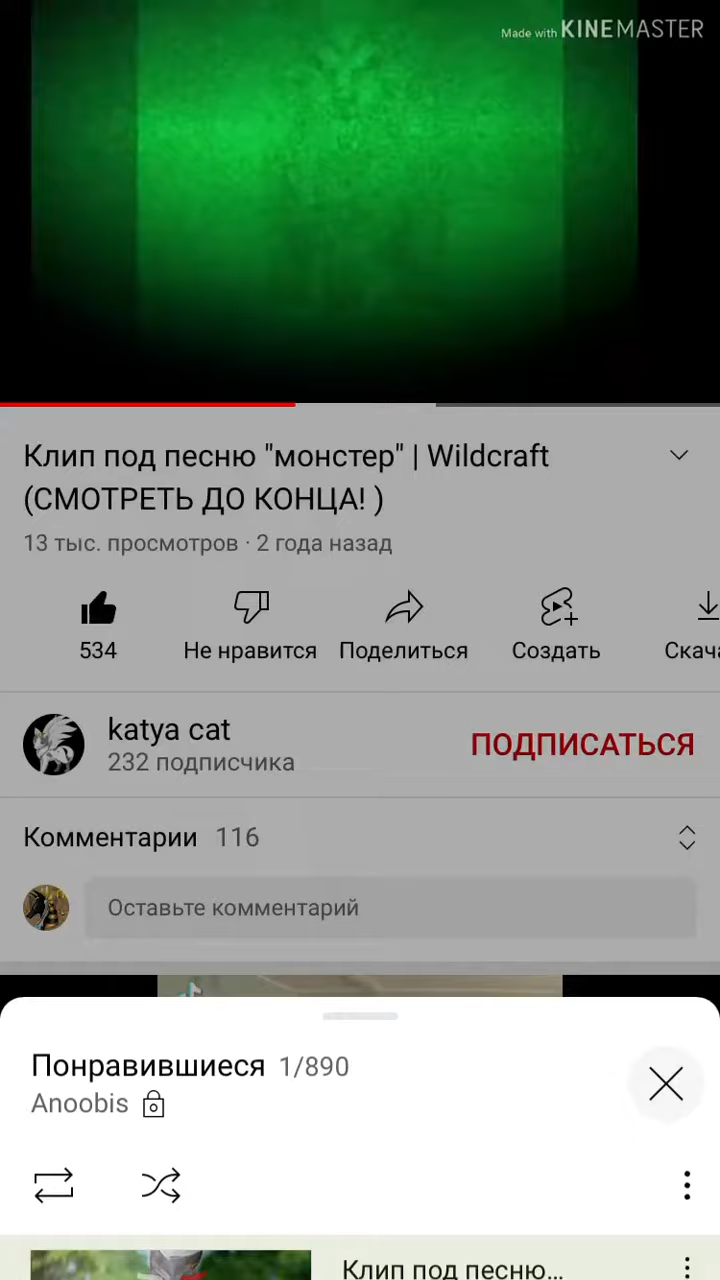 Made with KINEMASTER
Клип под песню "монстер" | Wildcraft
(СМОТРЕТЬ ДО КОНЦА! )
13 тыс. просмотров · 2 года назад
534
Не нравится
Поделиться
Создать
Скача
katya cat
232 подписчика
ПОДПИСАТЬСЯ
Комментарии 116
Оставьте комментарий
Понравившиеся 1/890
Anoobis
Клип под песню...